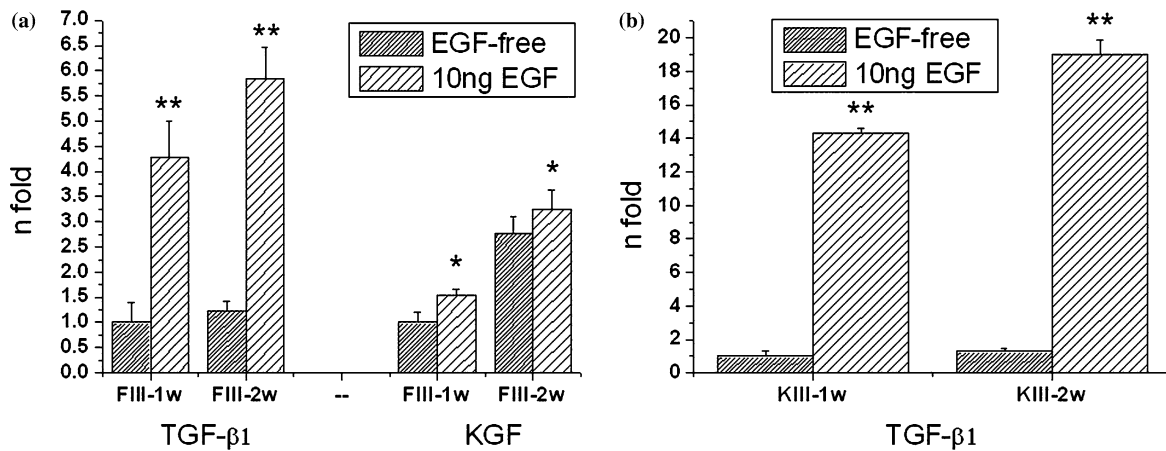 (a)
n fold
7.0
6.5
6.0
5.5
5.0
4.5
4.0
3.5
3.0
2.5
2.0
1.5
1.0
0.5
0.0
EGF-free
10ng EGF
**
**
*
*
FIII-1w
FIII-2w
--
FIII-1w
FIII-2w
TGF-β1
KGF
(b)
n fold
20
18
16
14
12
10
8
6
4
2
0
EGF-free
10ng EGF
**
**
KIII-1w
KIII-2w
TGF-β1